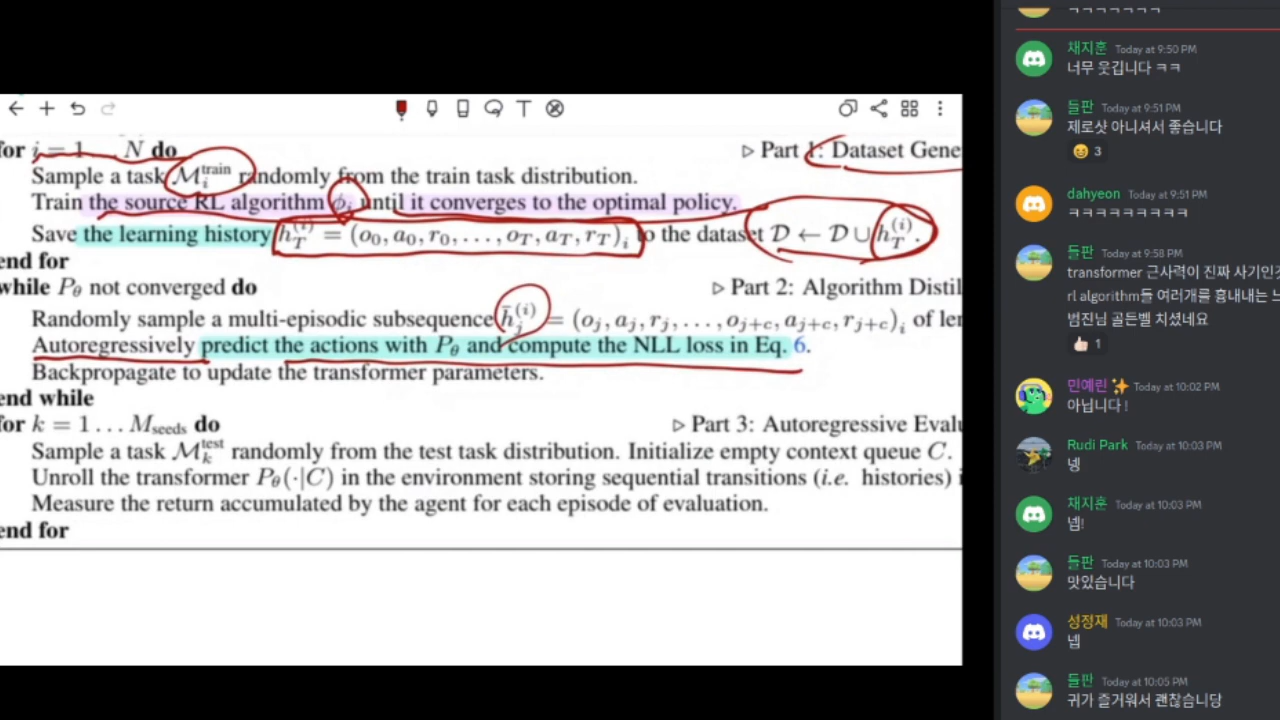 for i = 1 N do ▷ Part 1: Dataset Gene
Sample a task M_i^train randomly from the train task distribution.
Train the source RL algorithm ϕ_i until it converges to the optimal policy.
Save the learning history h_T^(i) = (o_0, a_0, r_0, …, o_T, a_T, r_T)_i to the dataset D ← D ∪ h_T^(i).
end for
while P_θ not converged do ▷ Part 2: Algorithm Distil
Randomly sample a multi-episodic subsequence h̄_j^(i) = (o_j, a_j, r_j, …, o_{j+c}, a_{j+c}, r_{j+c})_i of len
Autoregressively predict the actions with P_θ and compute the NLL loss in Eq. 6.
Backpropagate to update the transformer parameters.
end while
for k = 1 … M_seeds do ▷ Part 3: Autoregressive Evalu
Sample a task M_k^test randomly from the test task distribution. Initialize empty context queue C.
Unroll the transformer P_θ(·|C) in the environment storing sequential transitions (i.e. histories) i
Measure the return accumulated by the agent for each episode of evaluation.
end for
채지훈 Today at 9:50 PM
너무 웃깁니다 ㅋㅋ
들판 Today at 9:51 PM
제로샷 아니셔서 좋습니다
3
dahyeon Today at 9:51 PM
ㅋㅋㅋㅋㅋㅋㅋㅋㅋ
들판 Today at 9:58 PM
transformer 근사력이 진짜 사기인것
rl algorithm들 여러개를 흉내내는
범진님 골든벨 치셨네요
1
민예린 Today at 10:02 PM
아닙니다!
Rudi Park Today at 10:03 PM
넹
채지훈 Today at 10:03 PM
넵!
들판 Today at 10:03 PM
맛있습니다
성정재 Today at 10:03 PM
넵
들판 Today at 10:05 PM
귀가 즐거워서 괜찮습니당